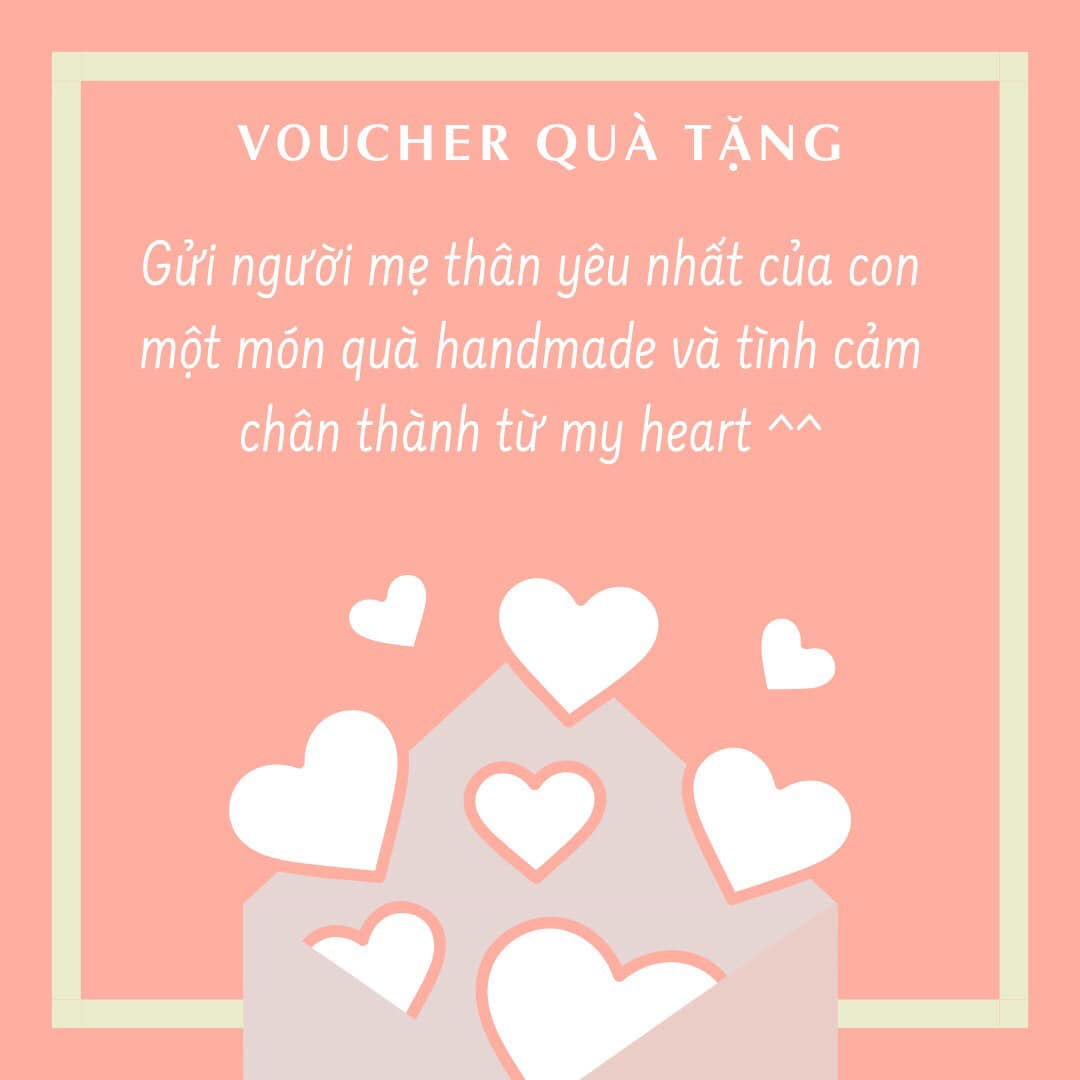 VOUCHER QUÀ TẶNG
Gửi người mẹ thân yêu nhất của con
một món quà handmade và tình cảm
chân thành từ my heart ^^